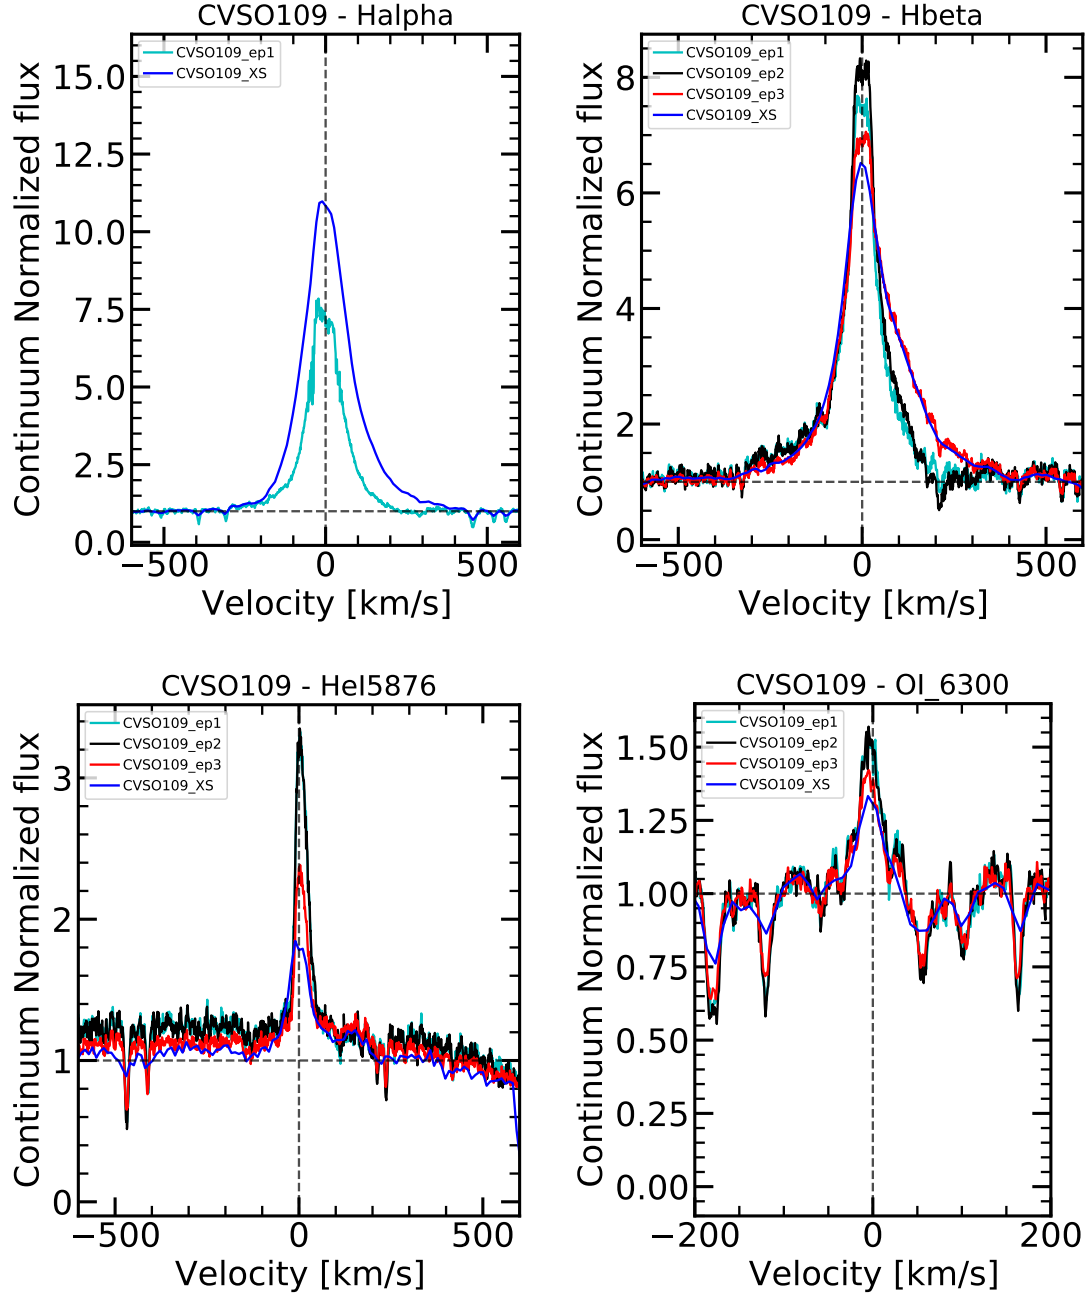 CVSO109 - Halpha
CVSO109_ep1
CVSO109_XS
Continuum Normalized flux
15.0
12.5
10.0
7.5
5.0
2.5
0.0
−500
0
500
Velocity [km/s]
CVSO109 - Hbeta
CVSO109_ep1
CVSO109_ep2
CVSO109_ep3
CVSO109_XS
Continuum Normalized flux
8
6
4
2
0
−500
0
500
Velocity [km/s]
CVSO109 - HeI5876
CVSO109_ep1
CVSO109_ep2
CVSO109_ep3
CVSO109_XS
Continuum Normalized flux
3
2
1
0
−500
0
500
Velocity [km/s]
CVSO109 - OI_6300
CVSO109_ep1
CVSO109_ep2
CVSO109_ep3
CVSO109_XS
Continuum Normalized flux
1.50
1.25
1.00
0.75
0.50
0.25
0.00
−200
0
200
Velocity [km/s]